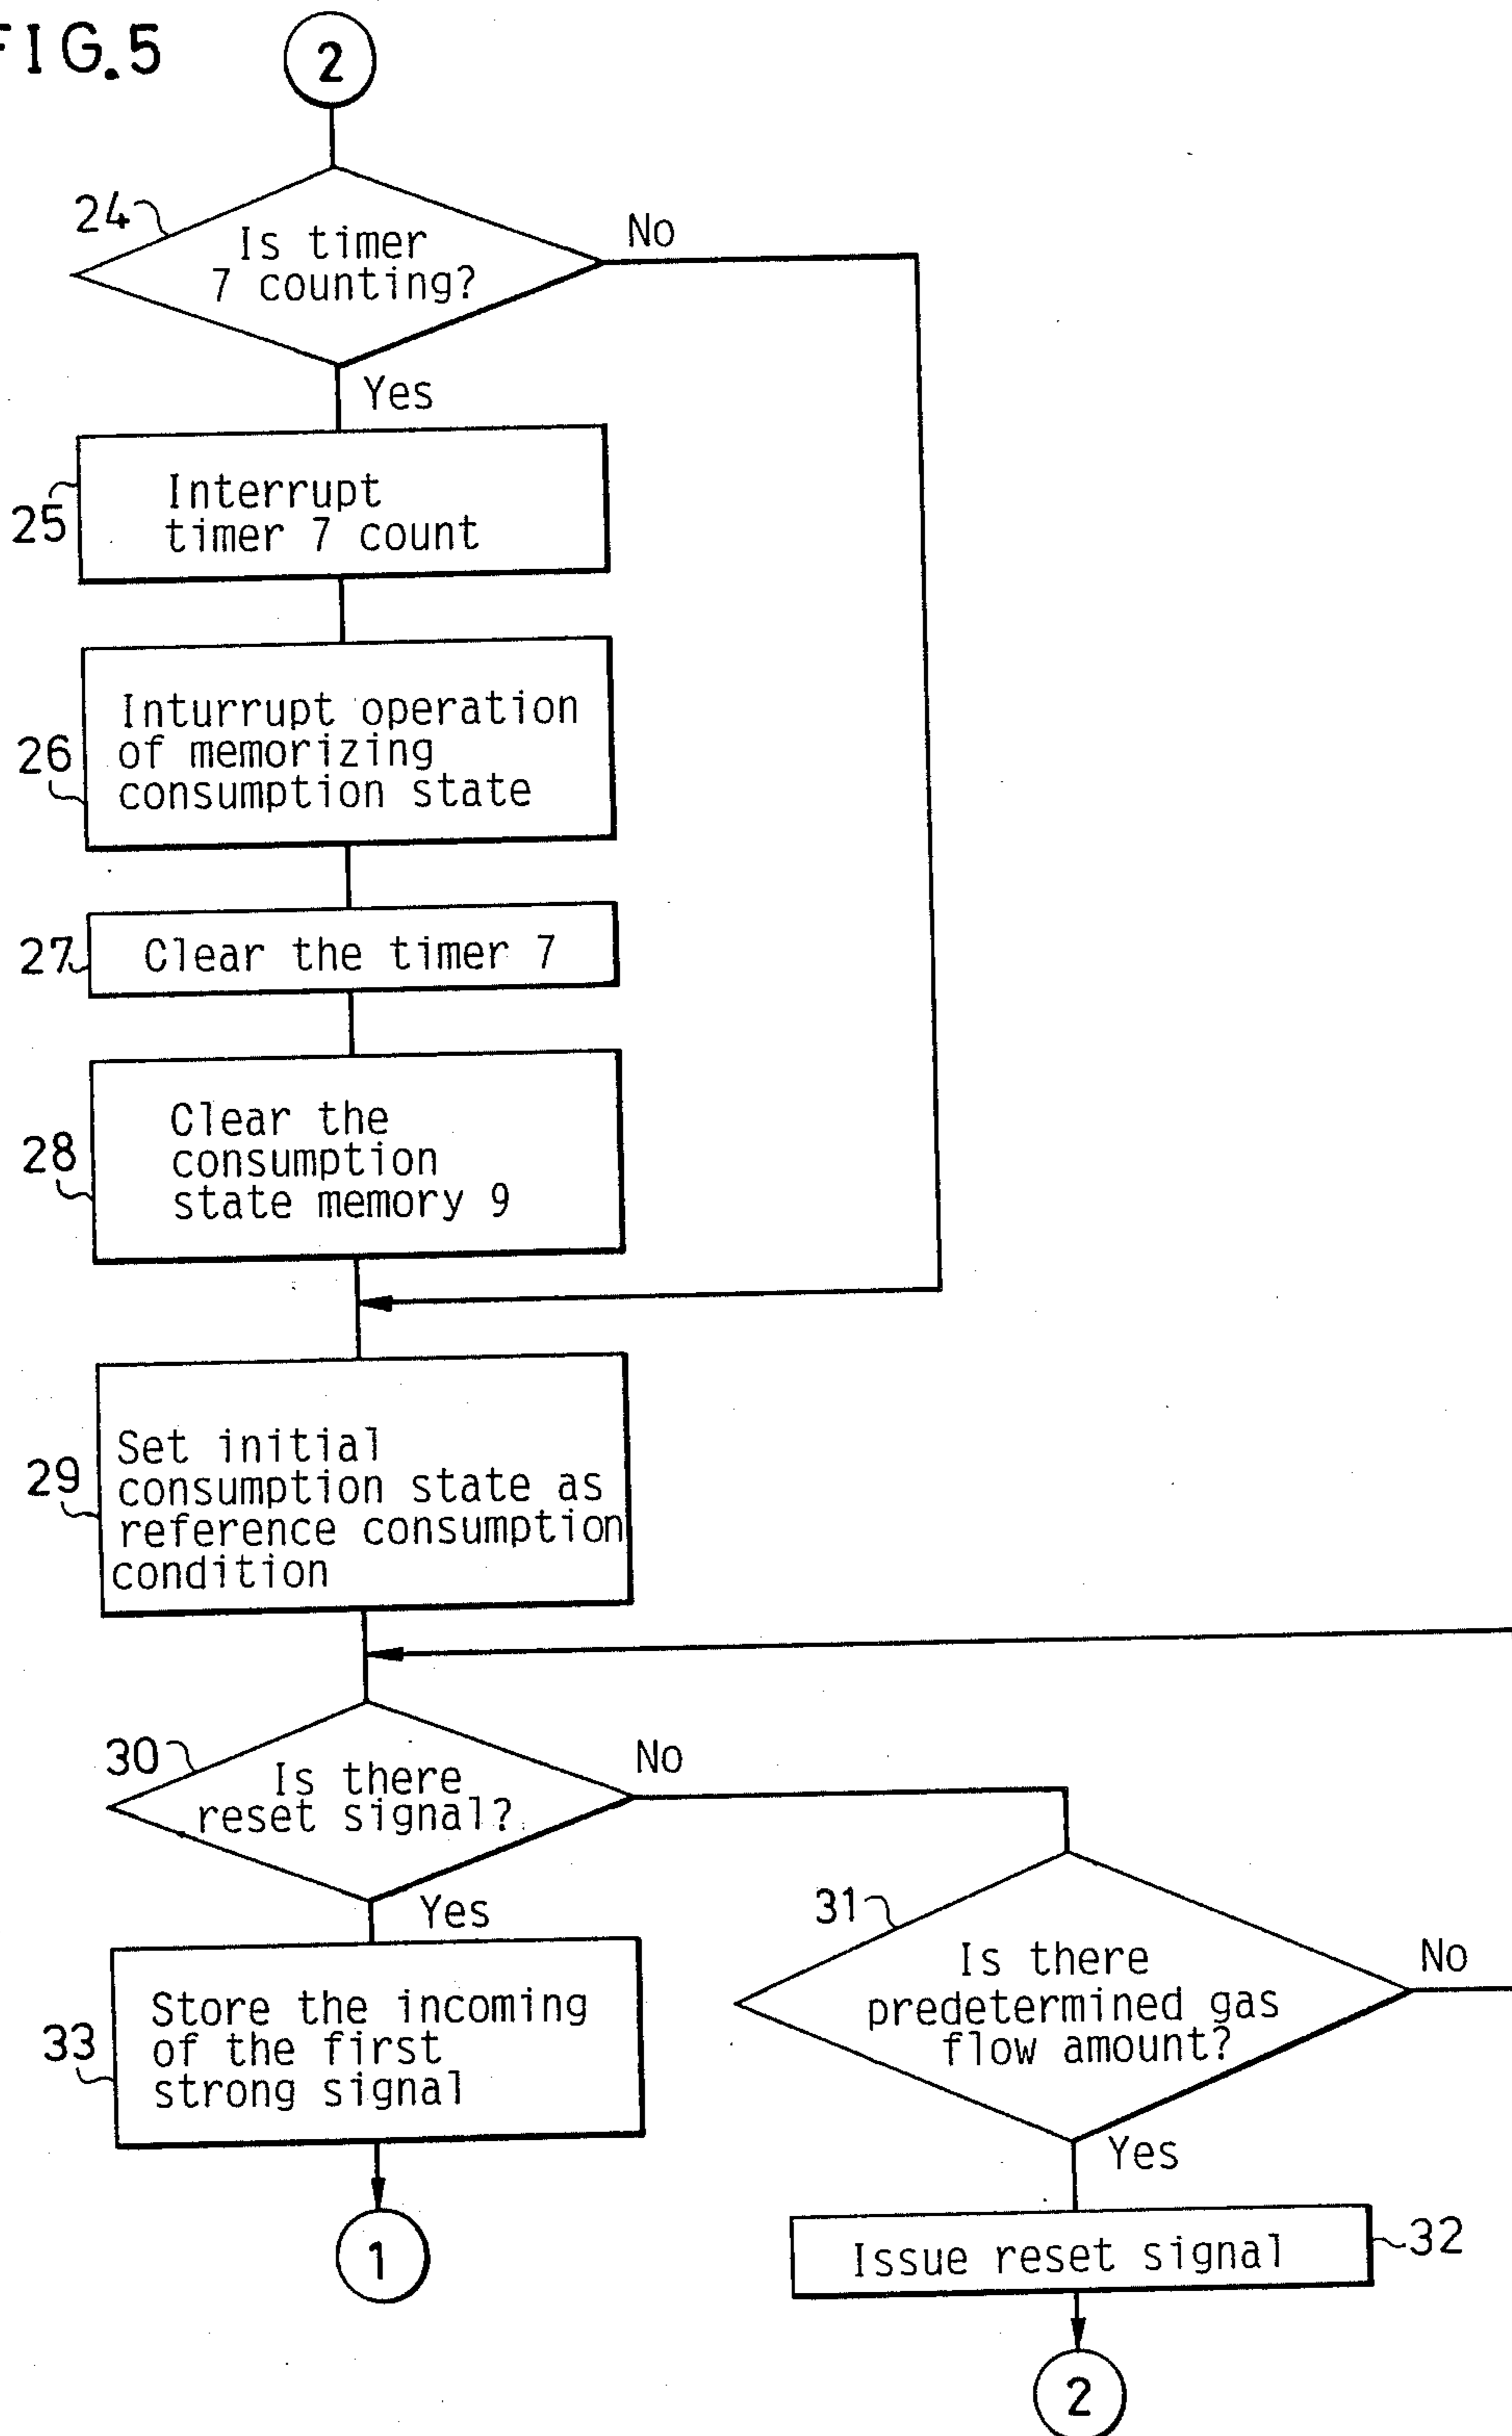 FIG.5
2
24
Is timer
7 counting?
No
Yes
25
Interrupt
timer 7 count
26
Inturrupt operation
of memorizing
consumption state
27
Clear the timer 7
28
Clear the
consumption
state memory 9
29
Set initial
consumption state as
reference consumption
condition
30
Is there
reset signal?
No
Yes
31
Is there
predetermined gas
flow amount?
No
Yes
33
Store the incoming
of the first
strong signal
1
Issue reset signal
32
2